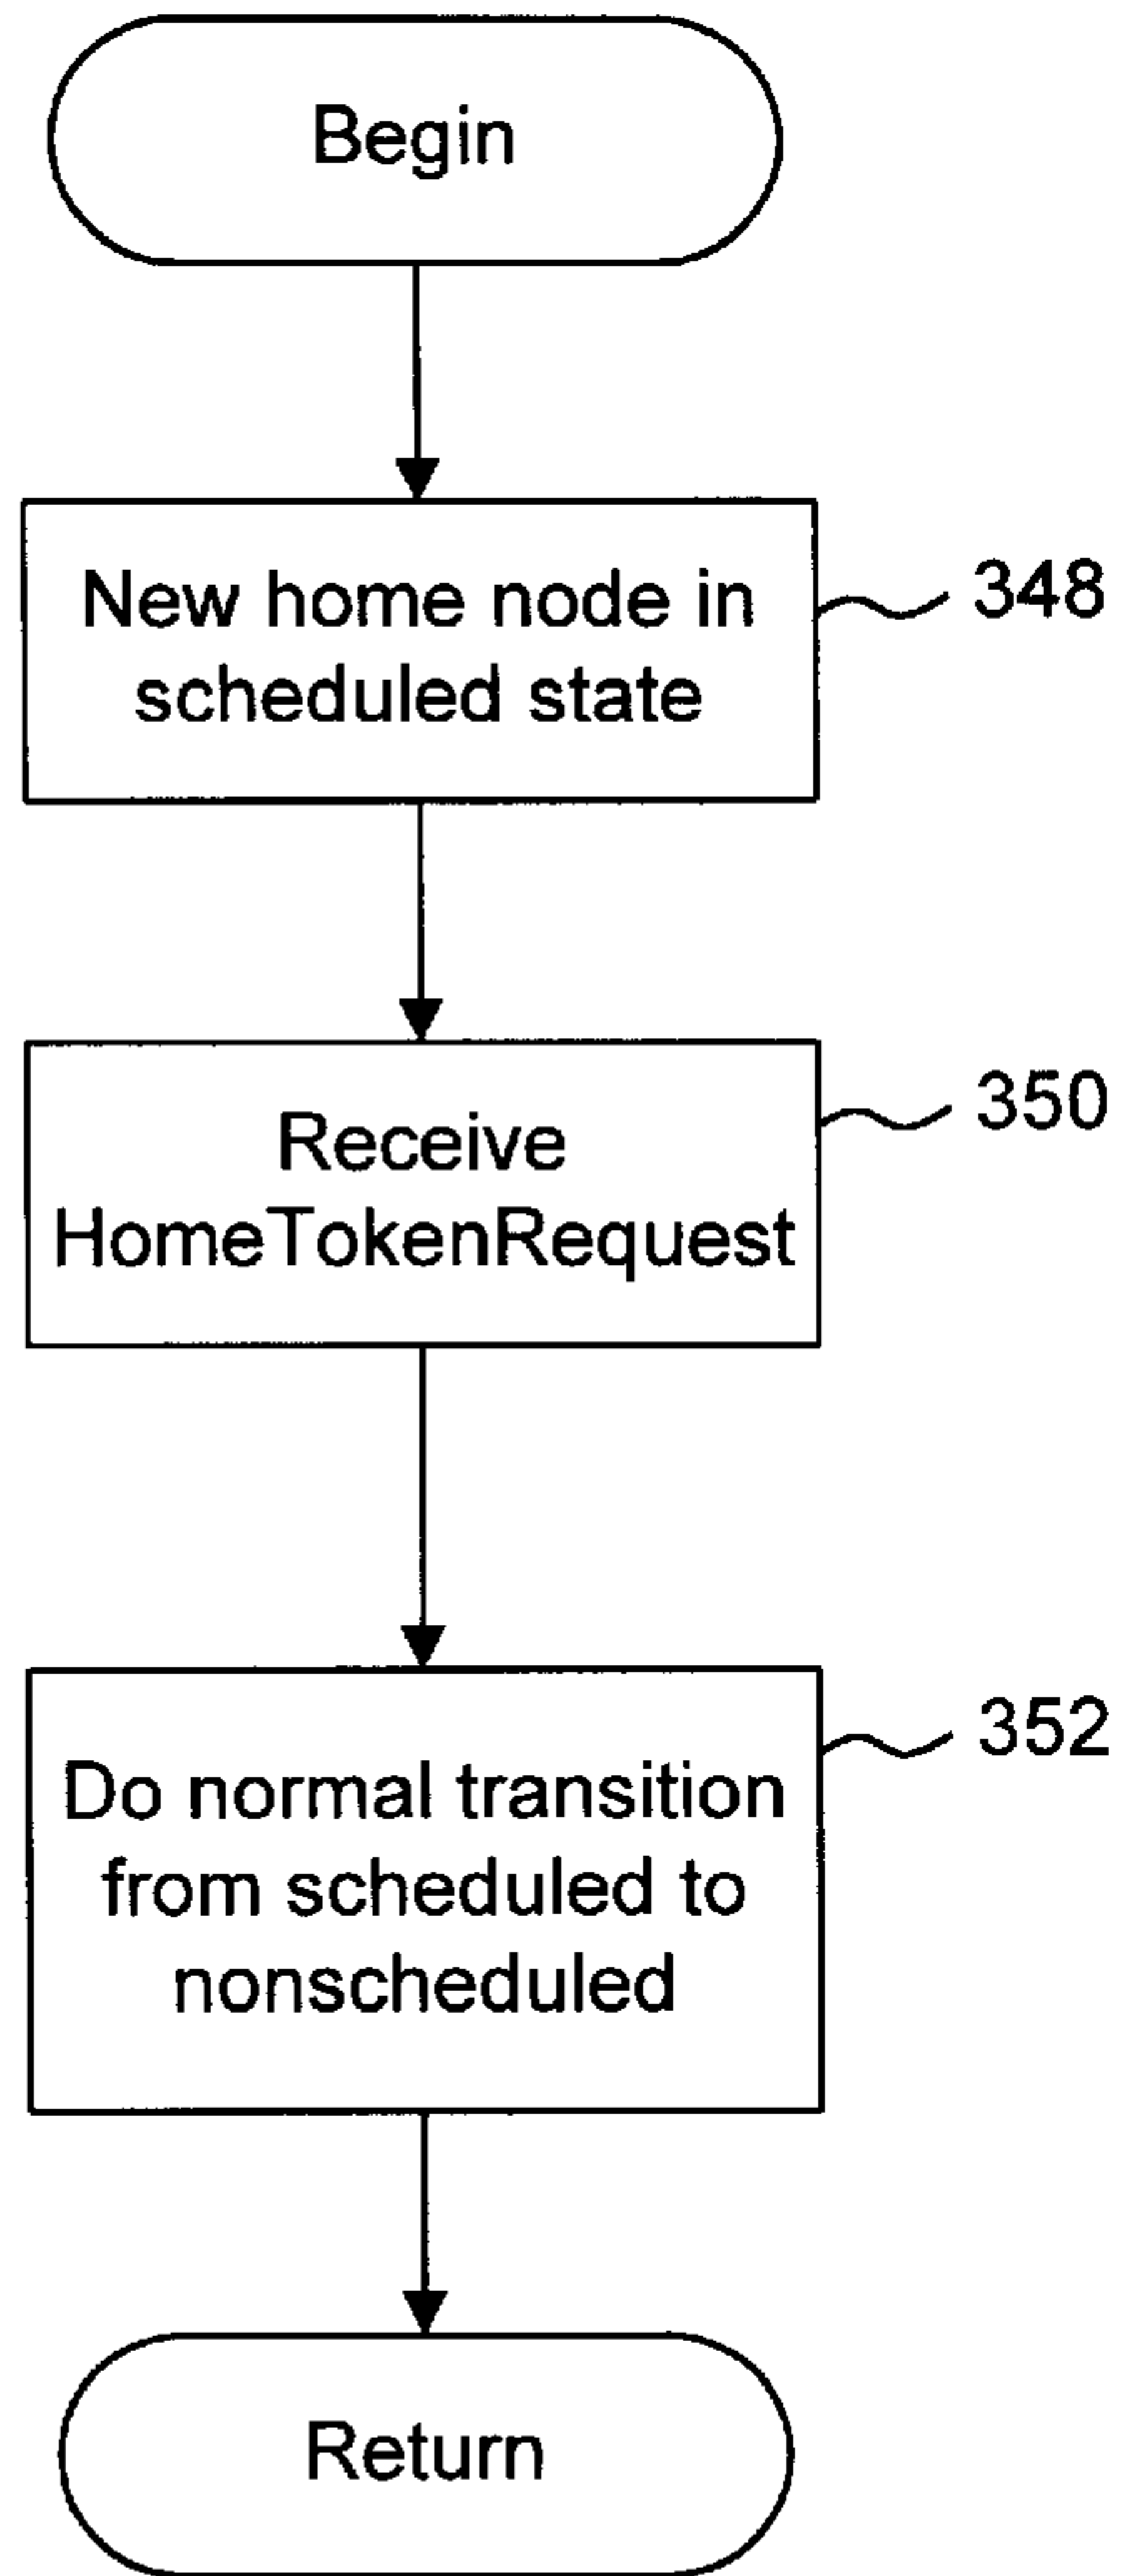 Begin
New home node in
scheduled state
348
Receive
HomeTokenRequest
350
Do normal transition
from scheduled to
nonscheduled
352
Return